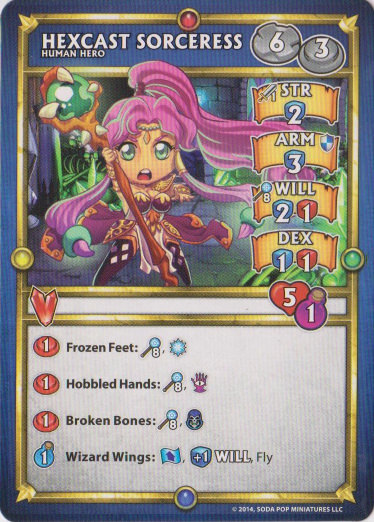 HEXCAST SORCERESS
HUMAN HERO
6 3
STR
2
ARM
3
WILL
8
2 1
DEX
1 1
5
1
1 Frozen Feet: 8,
1 Hobbled Hands: 8,
1 Broken Bones: 8,
1 Wizard Wings: , +1 WILL, Fly
© 2014, SODA POP MINIATURES LLC